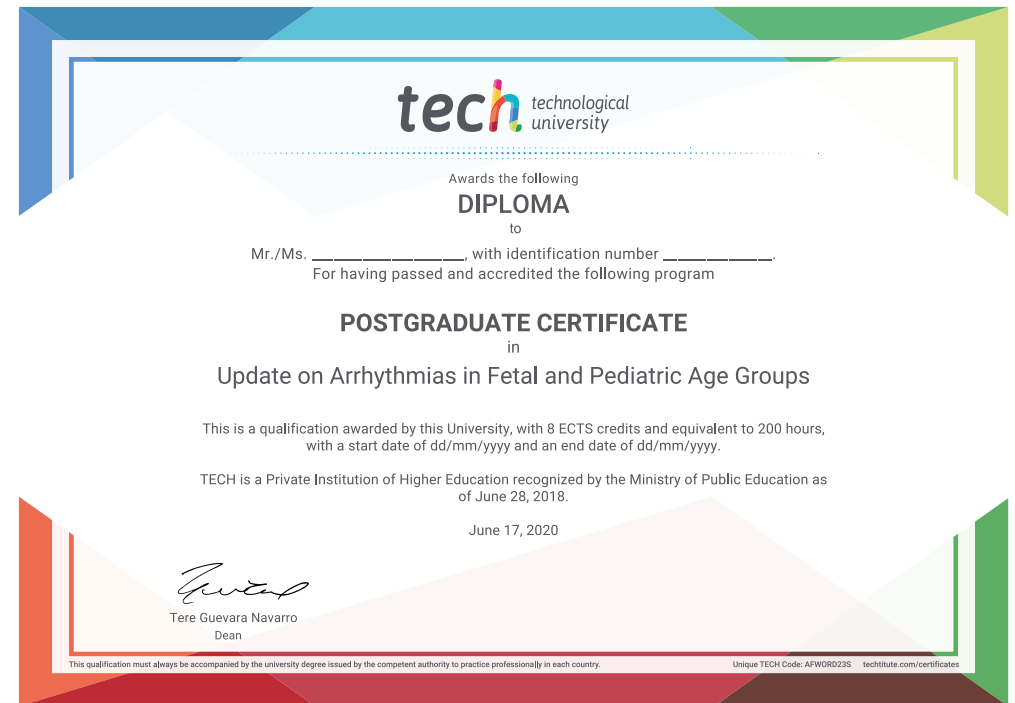 tech technological
university
Awards the following
DIPLOMA
to
Mr./Ms. __________________, with identification number _____________.
For having passed and accredited the following program
POSTGRADUATE CERTIFICATE
in
Update on Arrhythmias in Fetal and Pediatric Age Groups
This is a qualification awarded by this University, with 8 ECTS credits and equivalent to 200 hours,
with a start date of dd/mm/yyyy and an end date of dd/mm/yyyy.
TECH is a Private Institution of Higher Education recognized by the Ministry of Public Education as
of June 28, 2018.
June 17, 2020
Tere Guevara Navarro
Dean
This qualification must always be accompanied by the university degree issued by the competent authority to practice professionally in each country.
Unique TECH Code: AFWORD23S techtitute.com/certificates